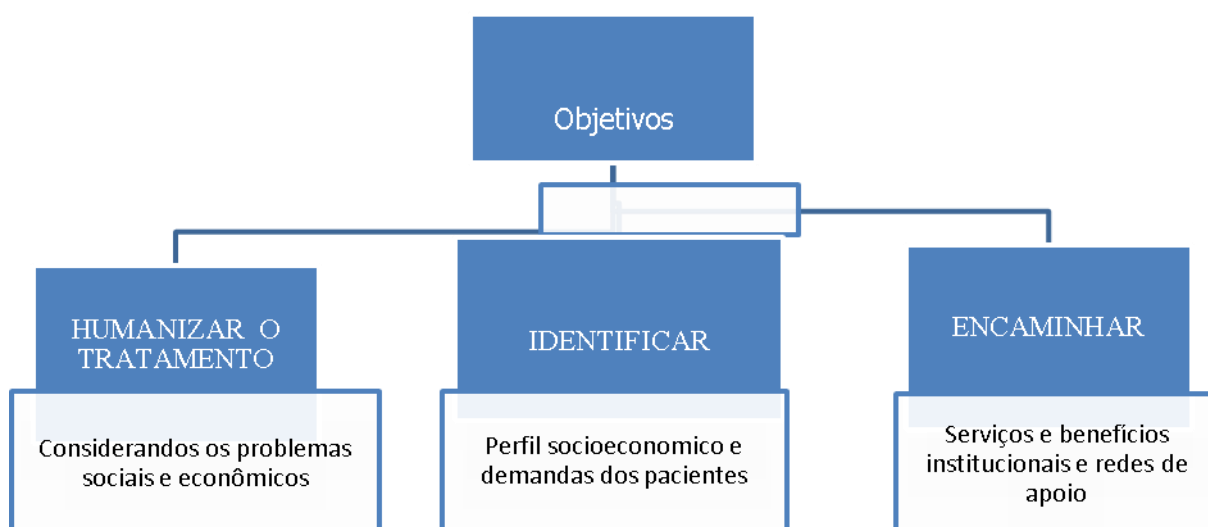 Objetivos
HUMANIZAR O
TRATAMENTO
Considerandos os problemas
sociais e econômicos
IDENTIFICAR
Perfil socioeconomico e
demandas dos pacientes
ENCAMINHAR
Serviços e benefícios
institucionais e redes de
apoio